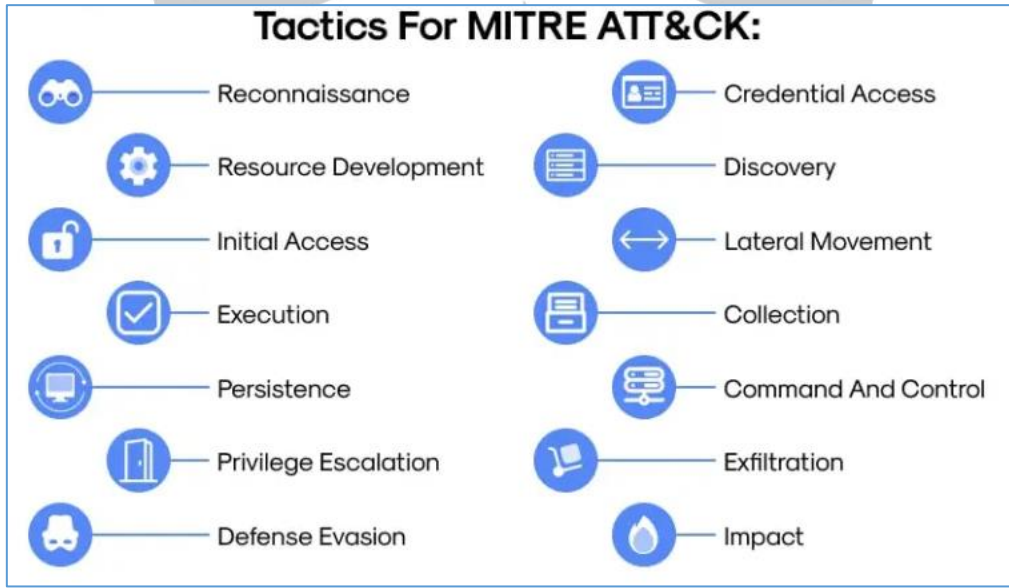 Tactics For MITRE ATT&CK:
Reconnaissance
Resource Development
Initial Access
Execution
Persistence
Privilege Escalation
Defense Evasion
Credential Access
Discovery
Lateral Movement
Collection
Command And Control
Exfiltration
Impact